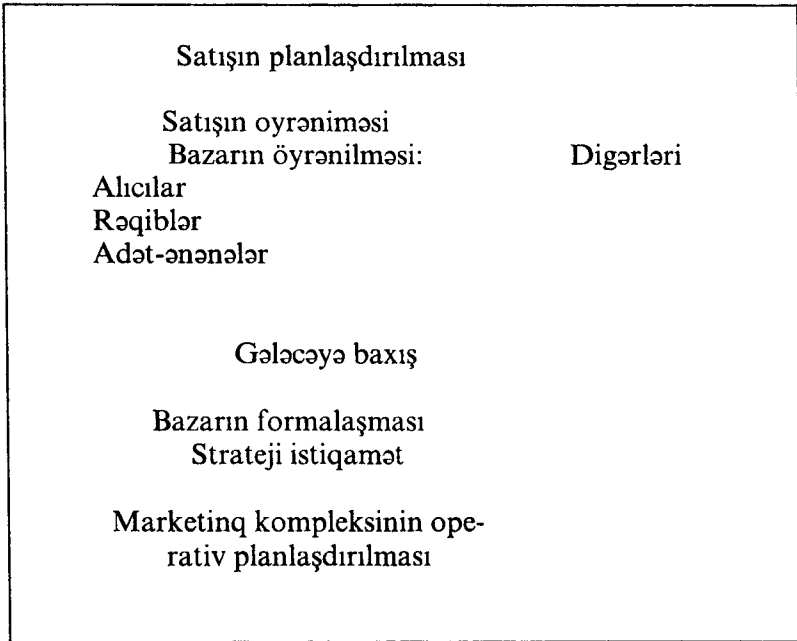 Satışın planlaşdırılması
Satışın oyrəniməsi
Bazarın öyrənilməsi: Digərləri
Alıcılar
Rəqiblər
Adət-ənənələr
Gələcəyə baxış
Bazarın formalaşması
Strateji istiqamət
Marketinq kompleksinin ope-
rativ planlaşdırılması